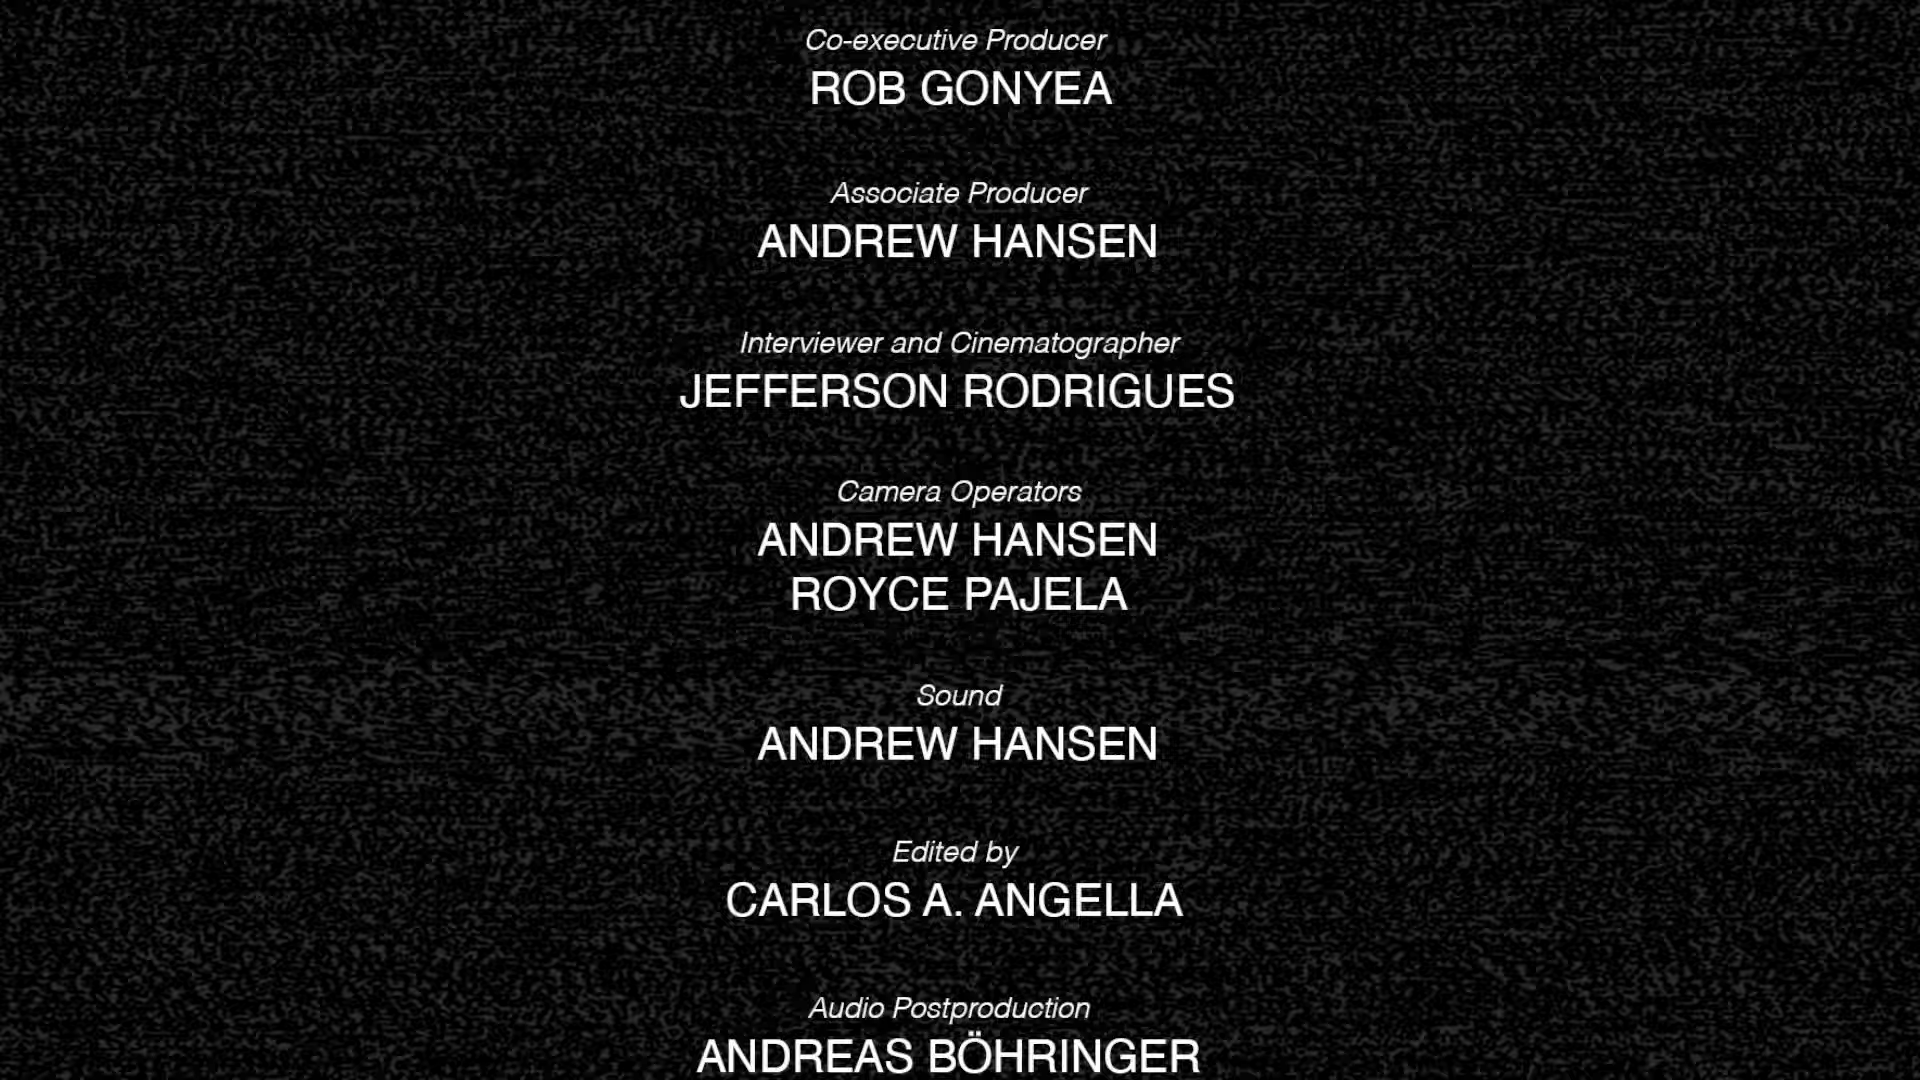 Co-executive Producer
ROB GONYEA
Associate Producer
ANDREW HANSEN
Interviewer and Cinematographer
JEFFERSON RODRIGUES
Camera Operators
ANDREW HANSEN
ROYCE PAJELA
Sound
ANDREW HANSEN
Edited by
CARLOS A. ANGELLA
Audio Postproduction
ANDREAS BÖHRINGER